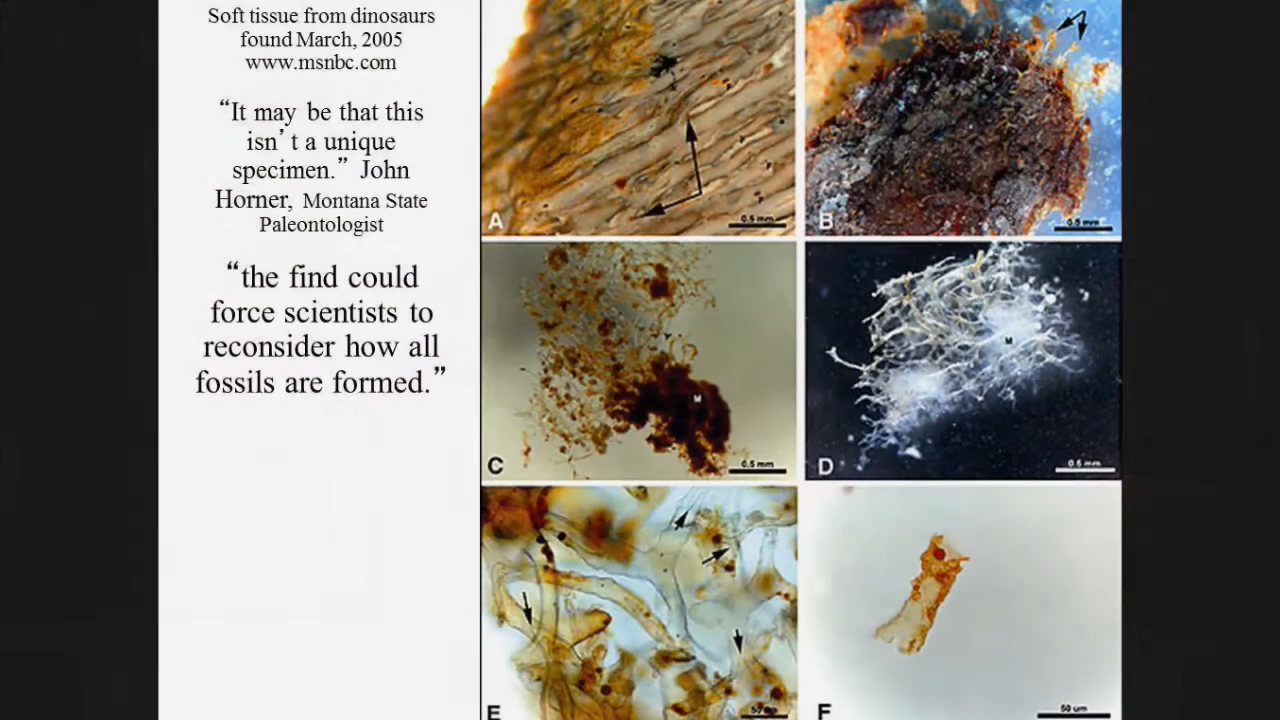 Soft tissue from dinosaurs
found March, 2005
www.msnbc.com
“It may be that this
isn’t a unique
specimen.” John
Horner, Montana State
Paleontologist
“the find could
force scientists to
reconsider how all
fossils are formed.”
A
0.5 mm
B
0.5 mm
C
M
0.5 mm
D
M
0.5 mm
E
F
50 um